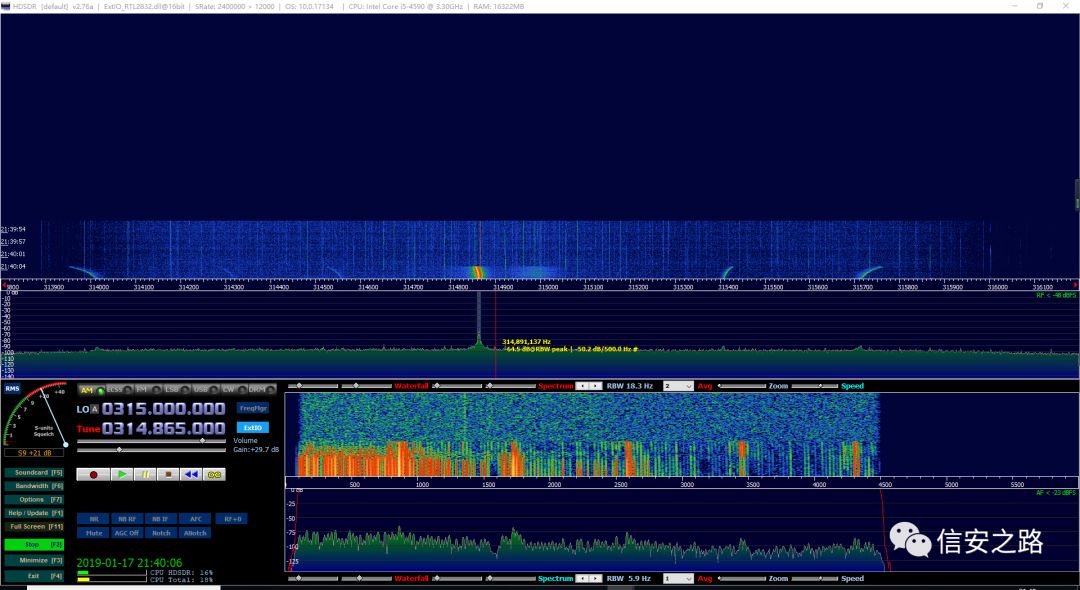 HDSDR [default] v2.76a | ExtIO_RTL2832.dll@16bit | SRate: 2400000 > 12000 | OS: 10.0.17134 | CPU: Intel Core i5-4590 @ 3.30GHz | RAM: 16322MB
21:39:54
21:39:57
21:40:01
21:40:04
313900 314000 314100 314200 314300 314400 314500 314600 314700 314800 314900 315000 315100 315200 315300 315400 315500 315600 315700 315800 315900 316000 316100
0 dB
RF < -40 dBFS
-10
-20
-30
-40
-50
-60
-70
-80
-90
-100
-110
-120
-130
-140
314,891,137 Hz
-64.5 dB@RBW peak | -50.2 dB/500.0 Hz #
Waterfall Spectrum RBW 18.3 Hz 2 Avg Zoom Speed
RMS
1 3 5 7 9 +20 +40
S-units
Squelch
S9 +21 dB
AM ECSS FM LSB USB CW DRM
LO A 0315.000.000 FreqMgr
Tune 0314.865.000 ExtIO
Volume
Gain:+29.7 dB
Soundcard [F5]
Bandwidth [F6]
Options [F7]
Help / Update [F1]
Full Screen [F11]
Stop [F2]
Minimize [F3]
Exit [F4]
NR NB RF NB IF AFC RF+0
Mute AGC Off Notch ANotch
2019-01-17 21:40:06
CPU HDSDR: 16%
CPU Total: 18%
500 1000 1500 2000 2500 3000 3500 4000 4500 5000 5500
0 dB
AF < -23 dBFS
-25
-50
-75
-100
-125
信安之路
Waterfall Spectrum RBW 5.9 Hz 1 Avg Zoom Speed